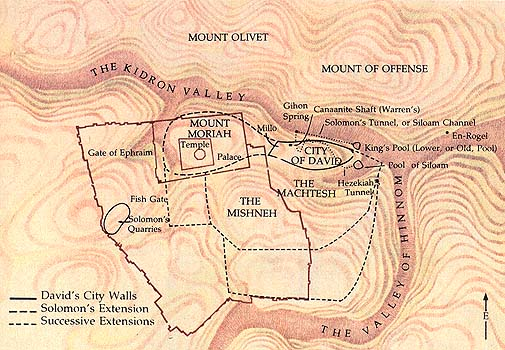 MOUNT OLIVET
MOUNT OF OFFENSE
THE KIDRON VALLEY
Gihon
Spring
Canaanite Shaft (Warren's)
Solomon's Tunnel, or Siloam Channel
En-Rogel
King's Pool (Lower, or Old, Pool)
Pool of Siloam
Millo
MOUNT
MORIAH
Temple
Palace
Gate of Ephraim
CITY
OF DAVID
THE
MACHTESH
Hezekiah
Tunnel
THE
MISHNEH
Fish Gate
Solomon's
Quarries
THE VALLEY OF HINNOM
David's City Walls
Solomon's Extension
Successive Extensions
E